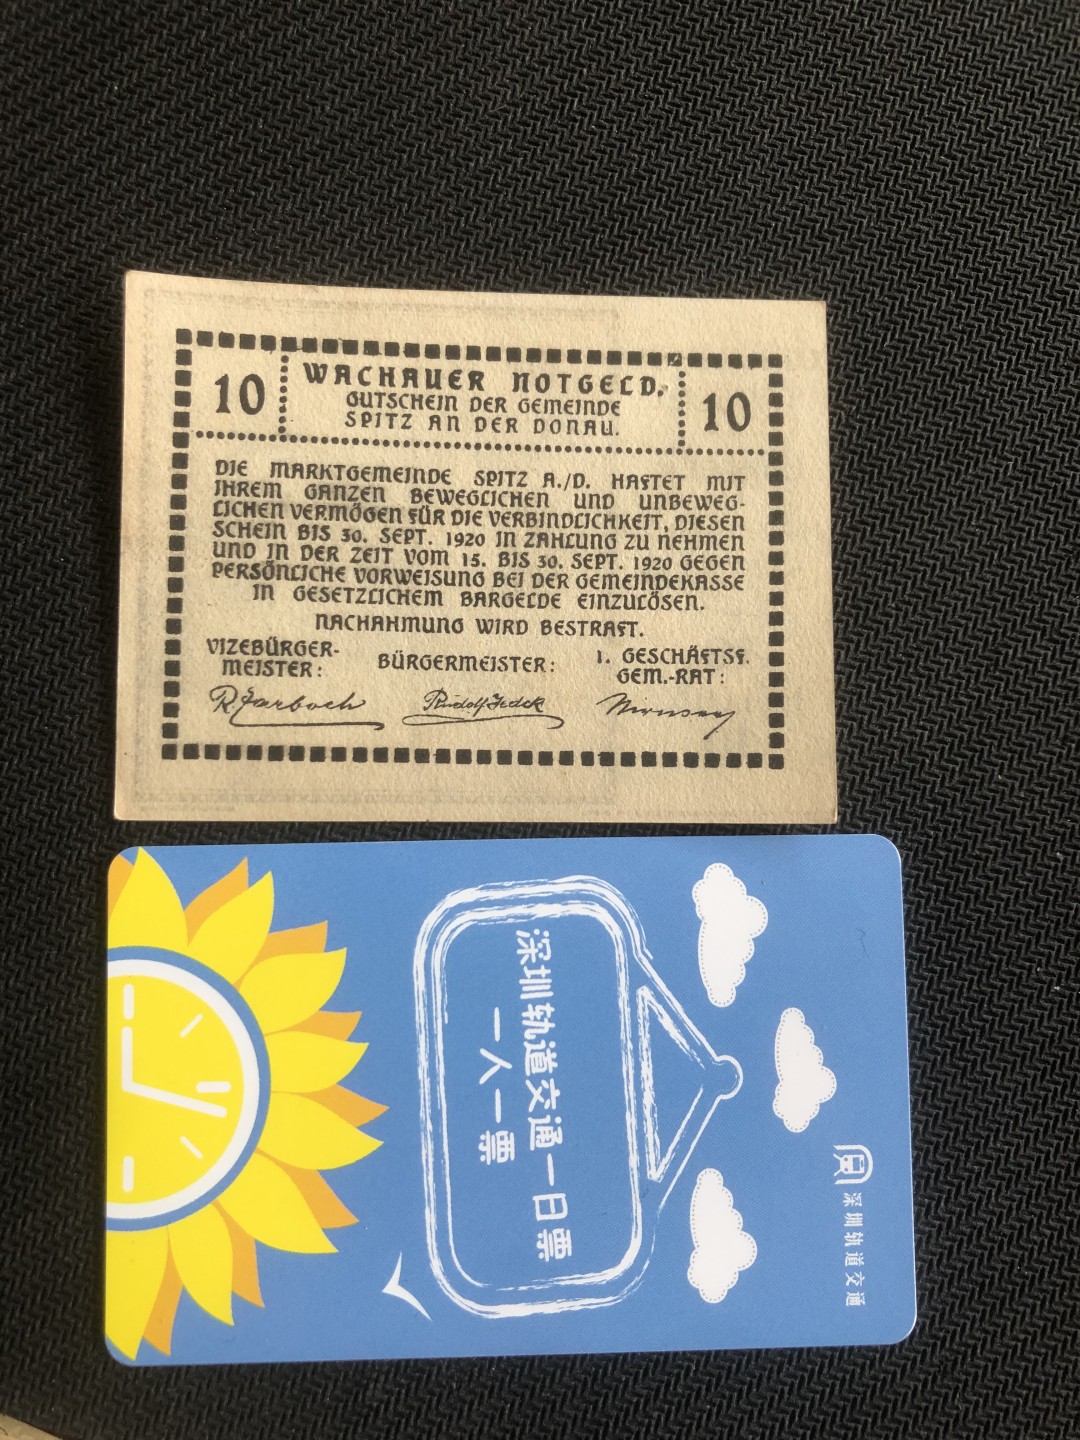 10
WACHAUER NOTGELD.
GUTSCHEIN DER GEMEINDE
SPITZ AN DER DONAU.
10
DIE MARKTGEMEINDE SPITZ A./D. HAFTET MIT
IHREM GANZEN BEWEGLICHEN UND UNBEWEG-
LICHEN VERMÖGEN FÜR DIE VERBINDLICHKEIT, DIESEN
SCHEIN BIS 30. SEPT. 1920 IN ZAHLUNG ZU NEHMEN
UND IN DER ZEIT VOM 15. BIS 30. SEPT. 1920 GEGEN
PERSÖNLICHE VORWEISUNG BEI DER GEMEINDEKASSE
IN GESETZLICHEM BARGELDE EINZULÖSEN.
NACHAHMUNG WIRD BESTRAFT.
VIZEBÜRGER-
MEISTER:
BÜRGERMEISTER:
1. GESCHÄFTSF.
GEM.-RAT:
深圳轨道交通
深圳轨道交通一日票
一人一票